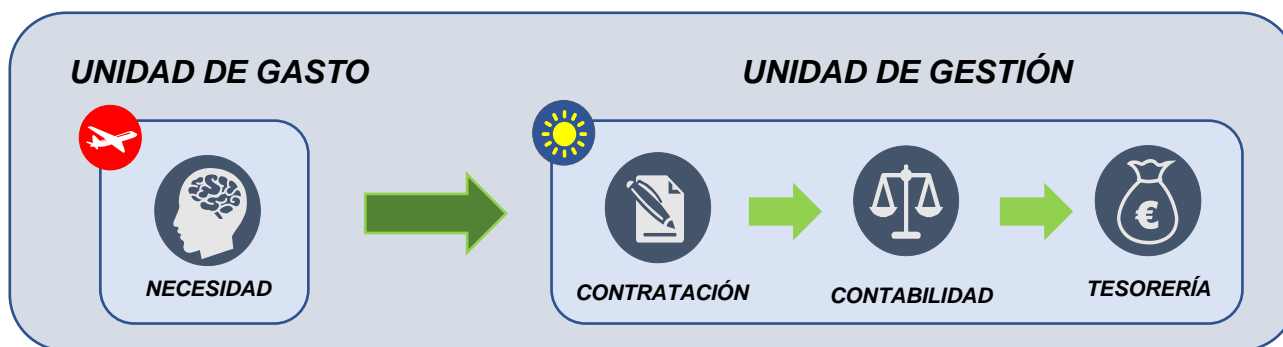 UNIDAD DE GASTO
UNIDAD DE GESTIÓN
NECESIDAD
CONTRATACIÓN
CONTABILIDAD
TESORERÍA
€